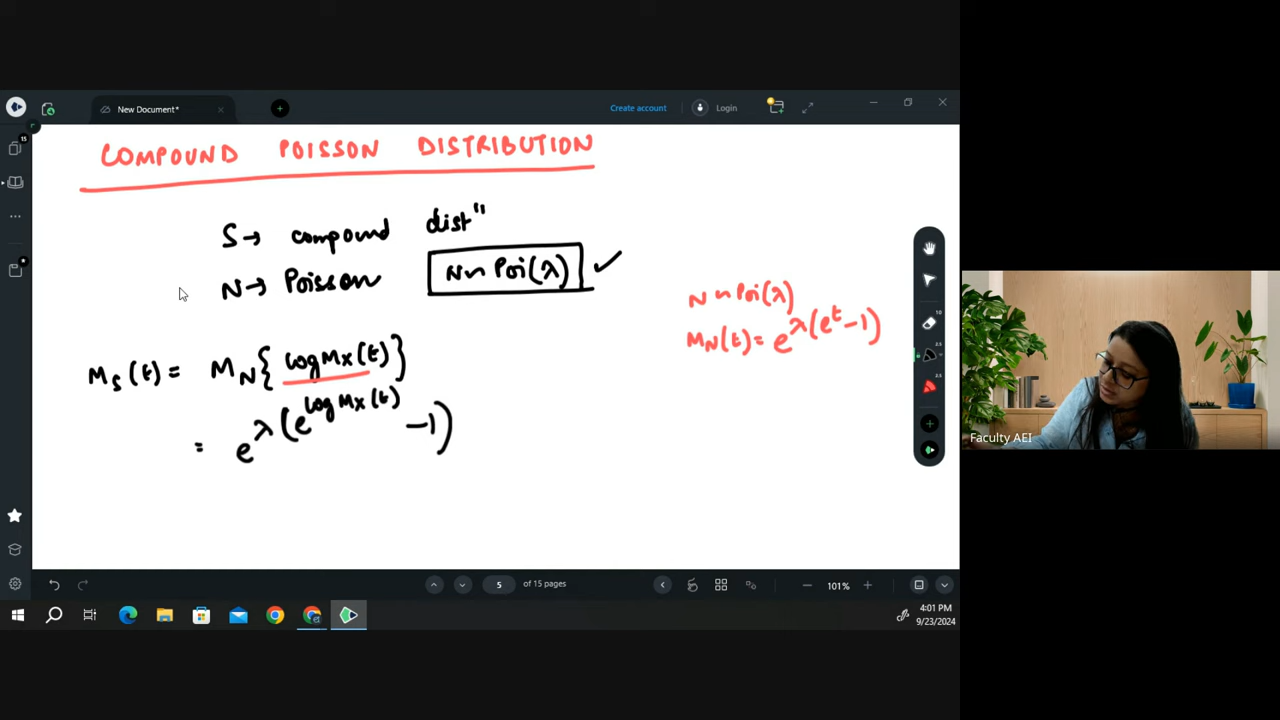 New Document*
Create account
Login
COMPOUND POISSON DISTRIBUTION
S→ compound distⁿ
N→ Poisson N~Poi(λ) ✓
N~Poi(λ)
M_N(t) = e^{λ(e^t-1)}
M_S(t) = M_N{log M_X(t)}
= e^{λ(e^{log M_X(t)} -1)}
Faculty AEI
5 of 15 pages
101%
4:01 PM
9/23/2024